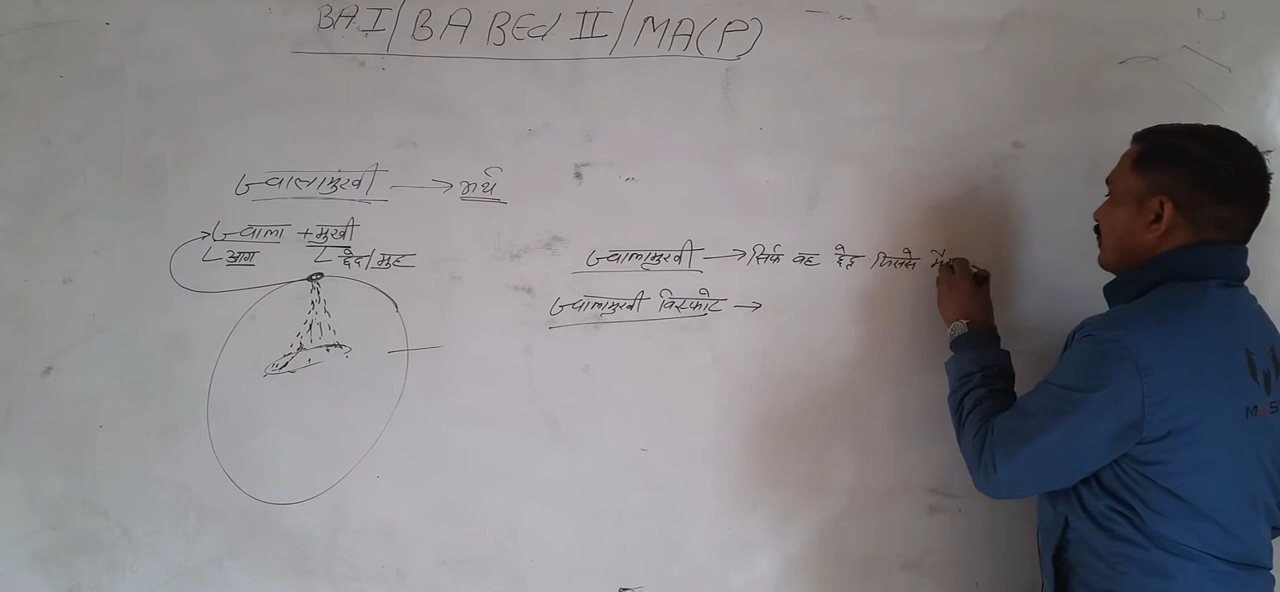 BA I / BA BEd II / MA(P)
ज्वालामुखी → अर्थ
ज्वाला + मुखी
आग छेद/मुह
ज्वालामुखी → सिर्फ वह छेद जिससे
ज्वालामुखी विस्फोट →